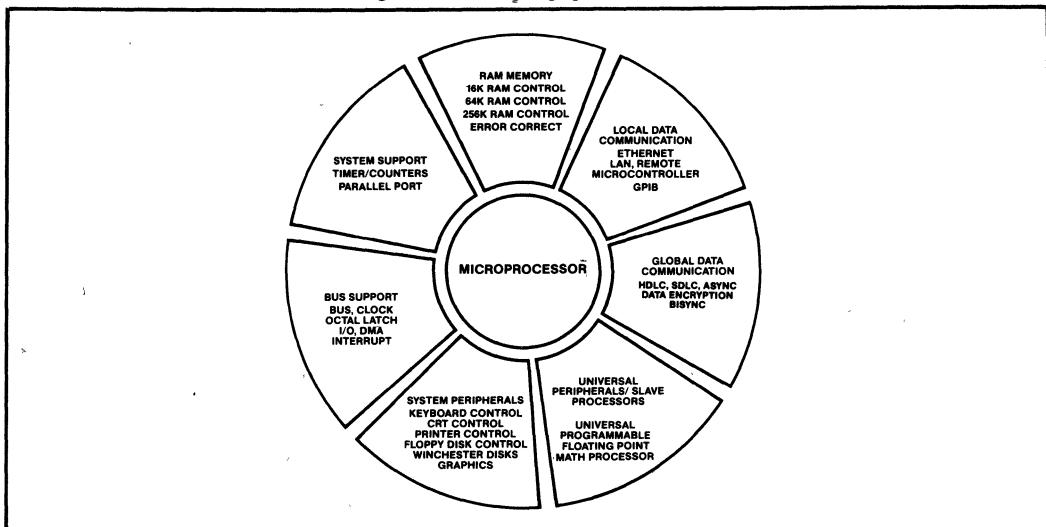 RAM MEMORY
16K RAM CONTROL
64K RAM CONTROL
256K RAM CONTROL
ERROR CORRECT
LOCAL DATA
COMMUNICATION
ETHERNET
LAN, REMOTE
MICROCONTROLLER
GPIB
GLOBAL DATA
COMMUNICATION
HDLC, SDLC, ASYNC
DATA ENCRYPTION
BISYNC
UNIVERSAL
PERIPHERALS/ SLAVE
PROCESSORS
UNIVERSAL
PROGRAMMABLE
FLOATING POINT
MATH PROCESSOR
SYSTEM PERIPHERALS
KEYBOARD CONTROL
CRT CONTROL
PRINTER CONTROL
FLOPPY DISK CONTROL
WINCHESTER DISKS
GRAPHICS
BUS SUPPORT
BUS, CLOCK
OCTAL LATCH
I/O, DMA
INTERRUPT
SYSTEM SUPPORT
TIMER/COUNTERS
PARALLEL PORT
MICROPROCESSOR